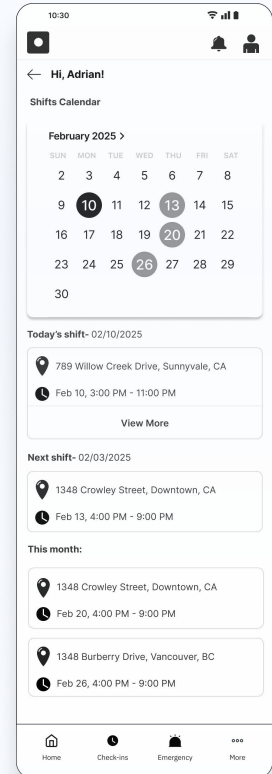 10:30
Hi, Adrian!
Shifts Calendar
February 2025 >
SUN MON TUE WED THU FRI SAT
2 3 4 5 6 7 8
9 10 11 12 13 14 15
16 17 18 19 20 21 22
23 24 25 26 27 28 29
30
Today's shift- 02/10/2025
789 Willow Creek Drive, Sunnyvale, CA
Feb 10, 3:00 PM - 11:00 PM
View More
Next shift- 02/03/2025
1348 Crowley Street, Downtown, CA
Feb 13, 4:00 PM - 9:00 PM
This month:
1348 Crowley Street, Downtown, CA
Feb 20, 4:00 PM - 9:00 PM
1348 Burberry Drive, Vancouver, BC
Feb 26, 4:00 PM - 9:00 PM
Home Check-ins Emergency More